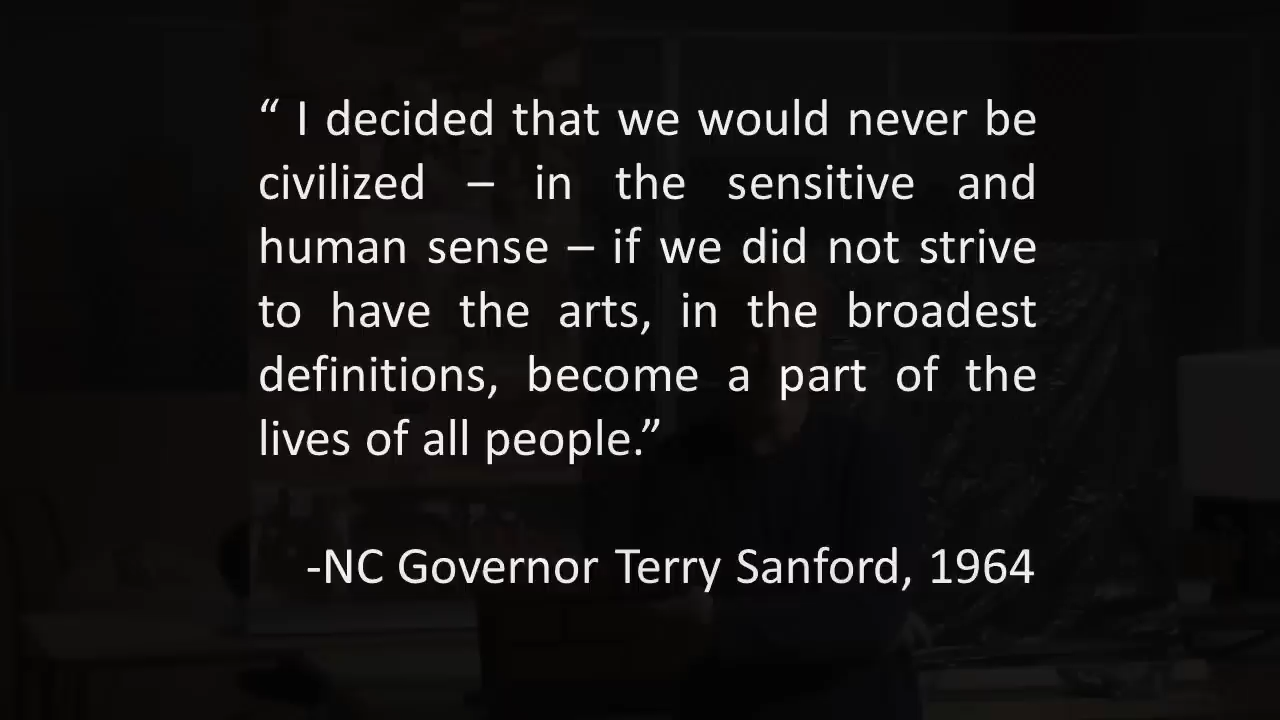 “ I decided that we would never be
civilized – in the sensitive and
human sense – if we did not strive
to have the arts, in the broadest
definitions, become a part of the
lives of all people.”
-NC Governor Terry Sanford, 1964